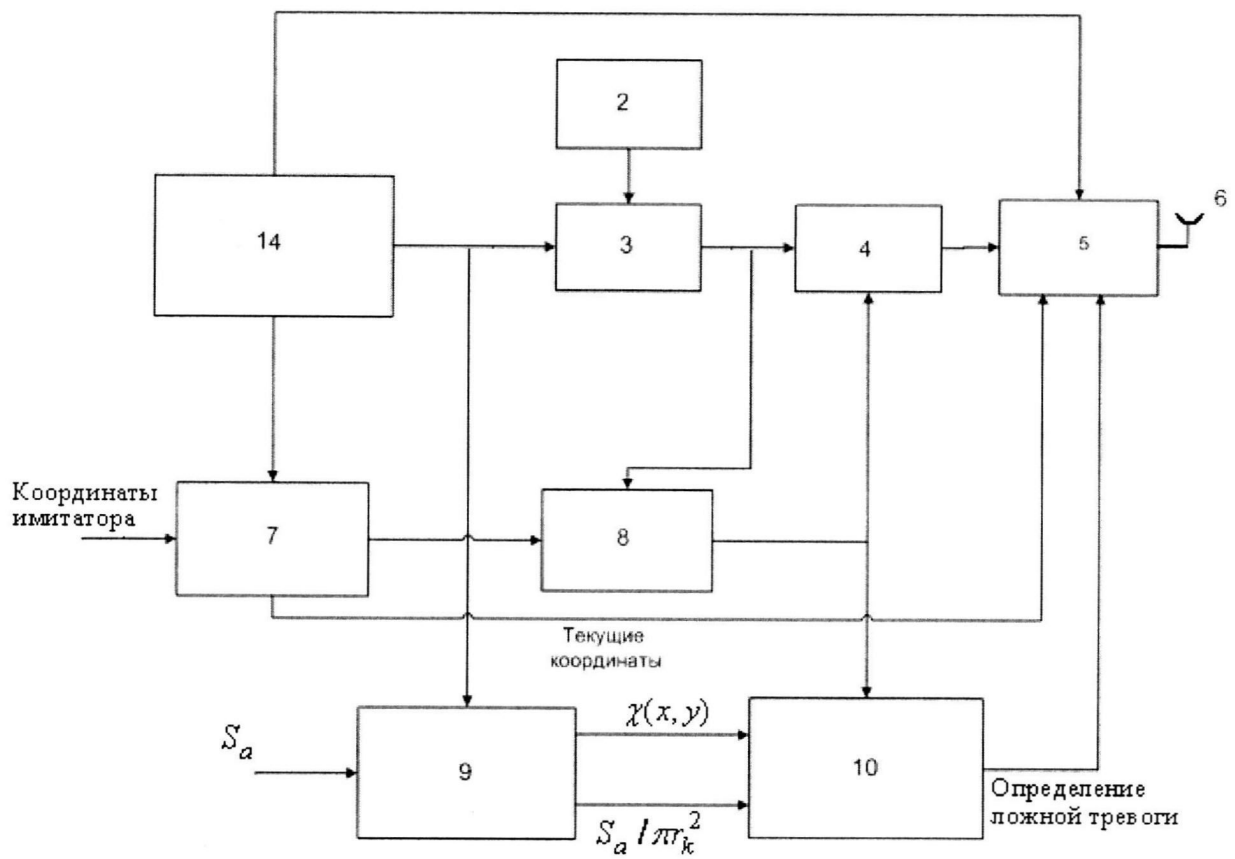 2
6
14
3
4
5
Координаты
имитатора
7
8
Текущие
координаты
χ(x, y)
S_a
9
10
Определение
ложной тревоги
S_a / πr_k^2